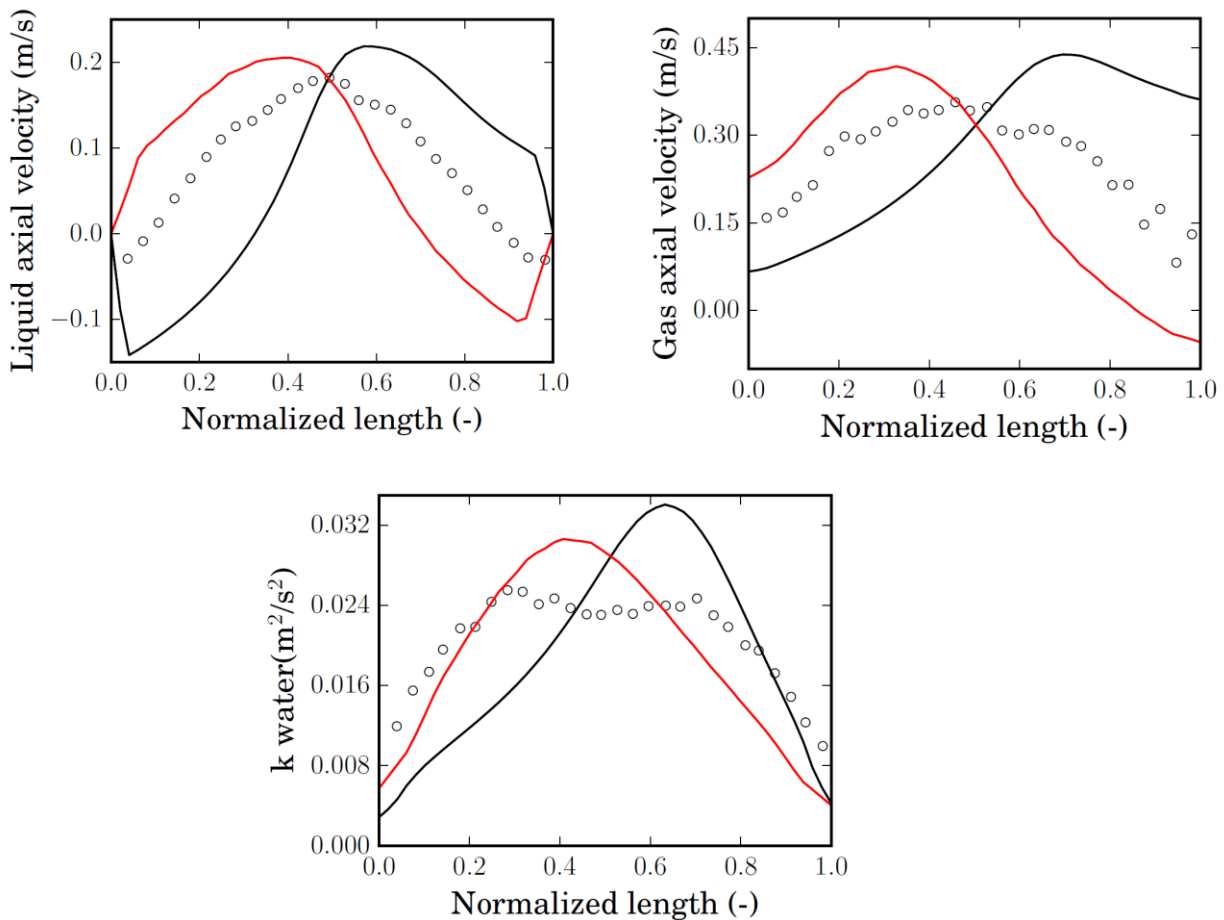 Liquid axial velocity (m/s)
0.2
0.1
0.0
−0.1
0.0 0.2 0.4 0.6 0.8 1.0
Normalized length (-)
Gas axial velocity (m/s)
0.45
0.30
0.15
0.00
0.0 0.2 0.4 0.6 0.8 1.0
Normalized length (-)
k water(m²/s²)
0.032
0.024
0.016
0.008
0.000
0.0 0.2 0.4 0.6 0.8 1.0
Normalized length (-)